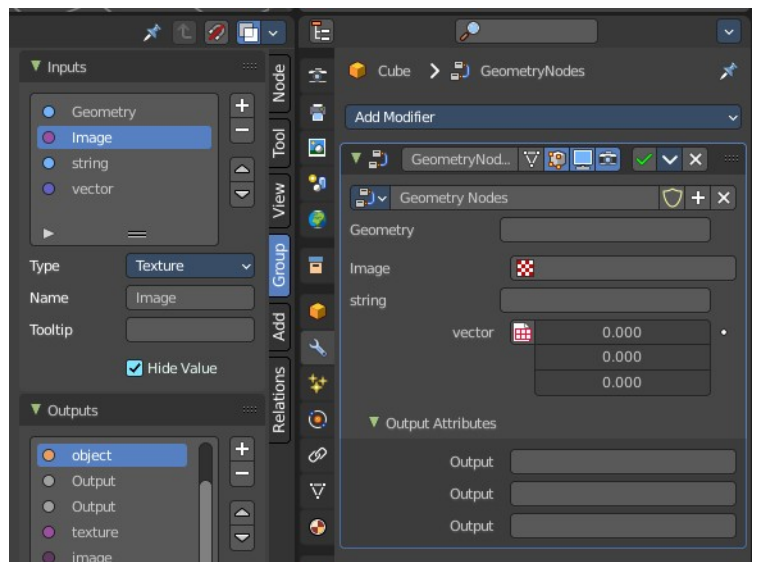 Inputs
Geometry
Image
string
vector
Type
Texture
Name
Image
Tooltip
Hide Value
Outputs
object
Output
Output
texture
image
Node
Tool
View
Group
Add
Relations
Cube
GeometryNodes
Add Modifier
GeometryNod...
Geometry Nodes
Geometry
Image
string
vector
0.000
0.000
0.000
Output Attributes
Output
Output
Output